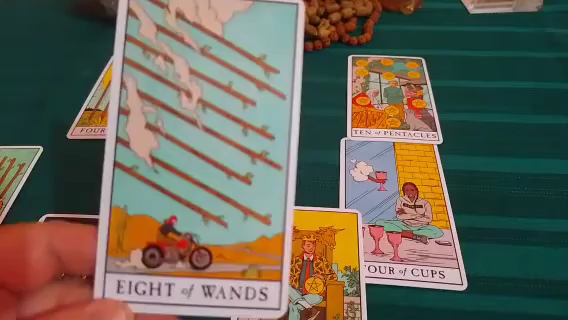 FOUR
TEN of PENTACLES
FOUR of CUPS
EIGHT of WANDS